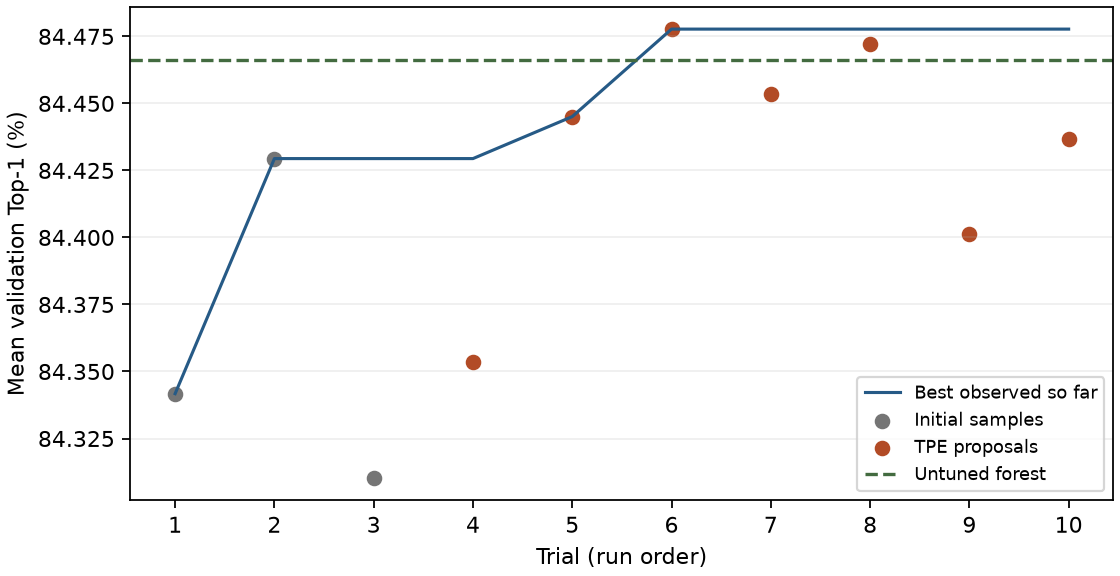 84.475
84.450
84.425
84.400
84.375
84.350
84.325
Mean validation Top-1 (%)
1 2 3 4 5 6 7 8 9 10
Trial (run order)
Best observed so far
Initial samples
TPE proposals
Untuned forest